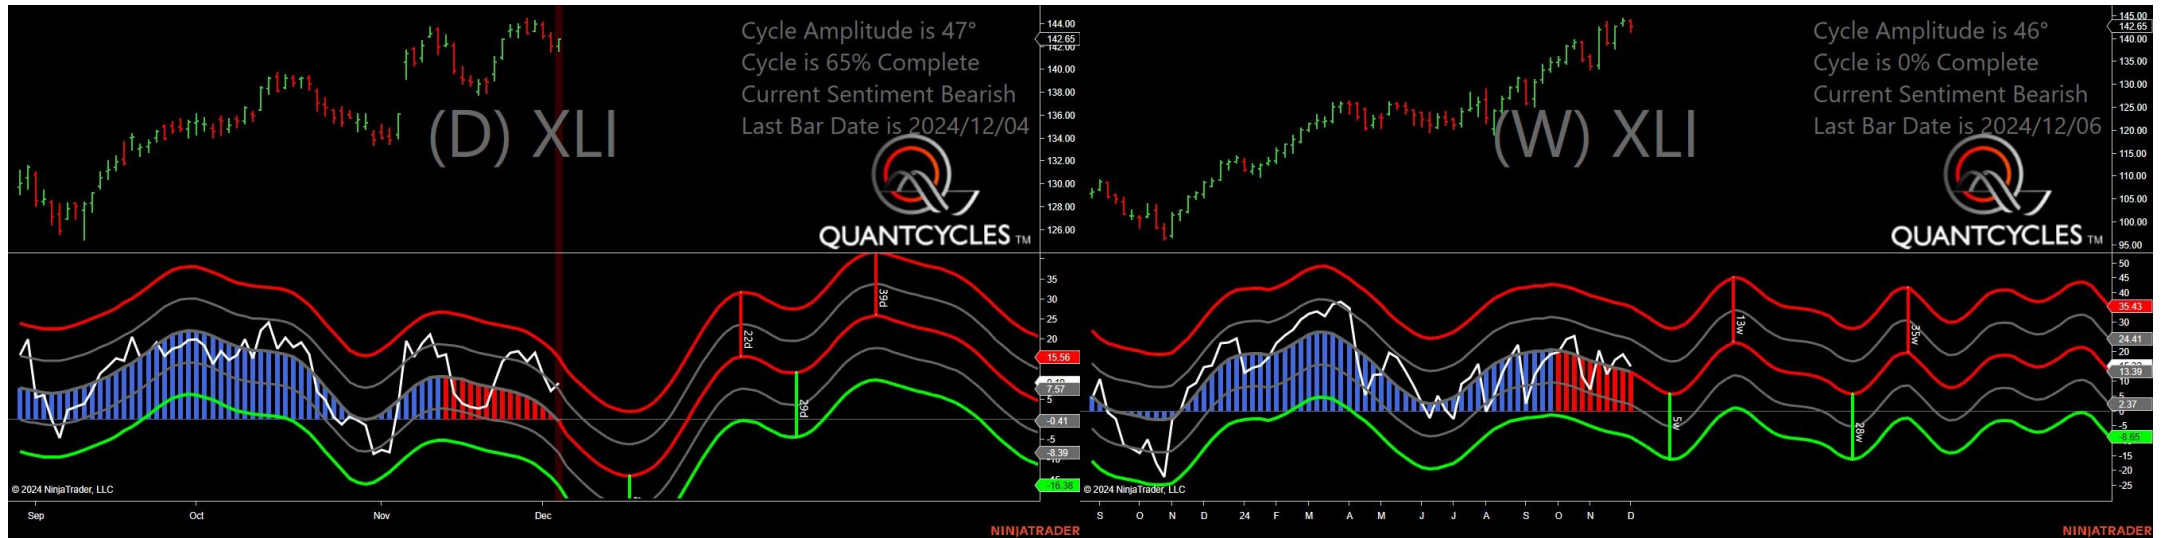 Cycle Amplitude is 47°
Cycle is 65% Complete
Current Sentiment Bearish
Last Bar Date is 2024/12/04
(D) XLI
QUANTCYCLES TM
144.00
142.65
142.00
140.00
138.00
136.00
134.00
132.00
130.00
128.00
126.00
35
30
25
20
15.56
7.57
5
-0.41
-5
-8.39
-16.38
22d
29d
39d
© 2024 NinjaTrader, LLC
Sep Oct Nov Dec
NINJATRADER
Cycle Amplitude is 46°
Cycle is 0% Complete
Current Sentiment Bearish
Last Bar Date is 2024/12/06
(W) XLI
QUANTCYCLES TM
145.00
142.65
140.00
135.00
130.00
125.00
120.00
115.00
110.00
105.00
100.00
95.00
50
45
40
35.43
30
24.41
20
13.39
10
5
2.37
-5
-8.65
-15
-20
-25
5w
13w
28w
35w
© 2024 NinjaTrader, LLC
S O N D 24 F M A M J J A S O N D
NINJATRADER